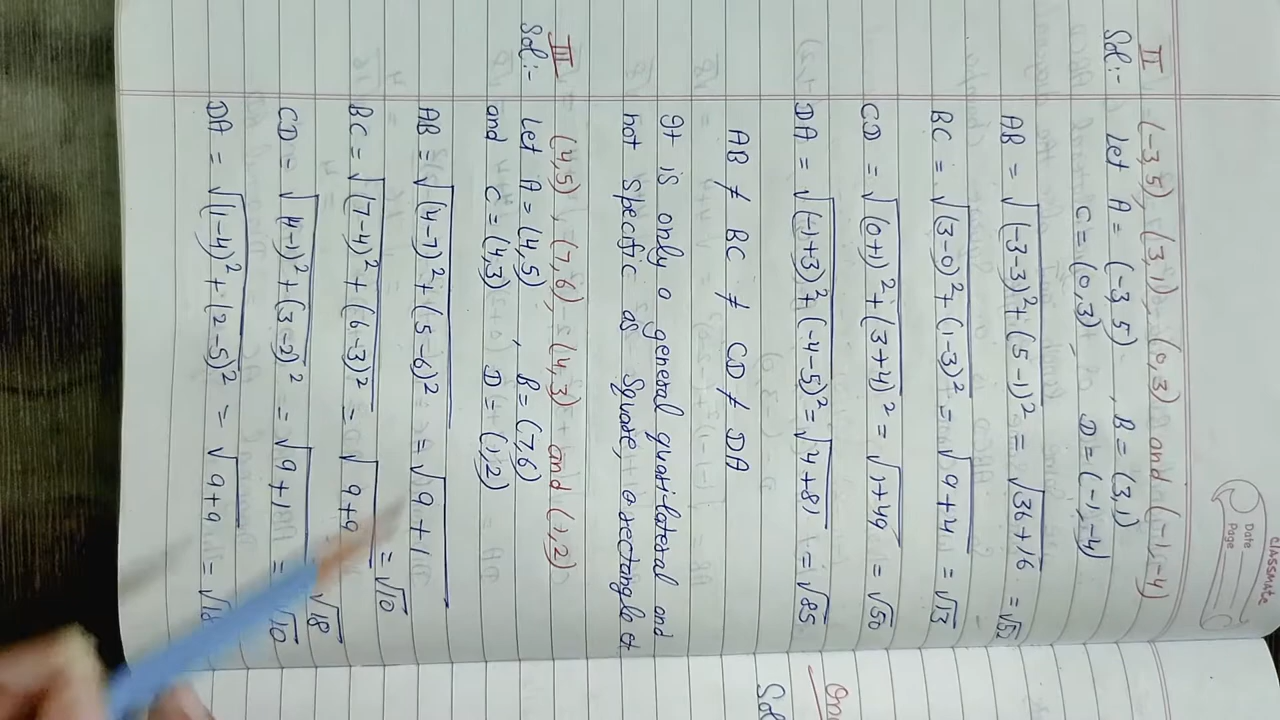 classmate
Date
Page
II (-3,5), (3,1), (0,3) and (-1,-4)
Sol:- Let A = (-3,5) , B = (3,1)
C = (0,3) , D = (-1,-4)
AB = √(-3-3)² + (5-1)² = √36+16 = √52
BC = √(3-0)² + (1-3)² = √9+4 = √13
CD = √(0+1)² + (3+4)² = √1+49 = √50
DA = √(-1+3)² + (-4-5)² = √4+81 = √85
AB ≠ BC ≠ CD ≠ DA
It is only a general quarilateral and
not specific as square, a rectangle et
III (4,5), (7,6), (4,3) and (1,2)
Sol:- Let A = (4,5) , B = (7,6)
and C = (4,3) D = (1,2)
AB = √(4-7)² + (5-6)² = √9+1 = √10
BC = √(7-4)² + (6-3)² = √9+9 √18
CD = √(4-1)² + (3-2)² = √9+1 = √10
DA = √(1-4)² + (2-5)² = √9+9 = √18
Sol